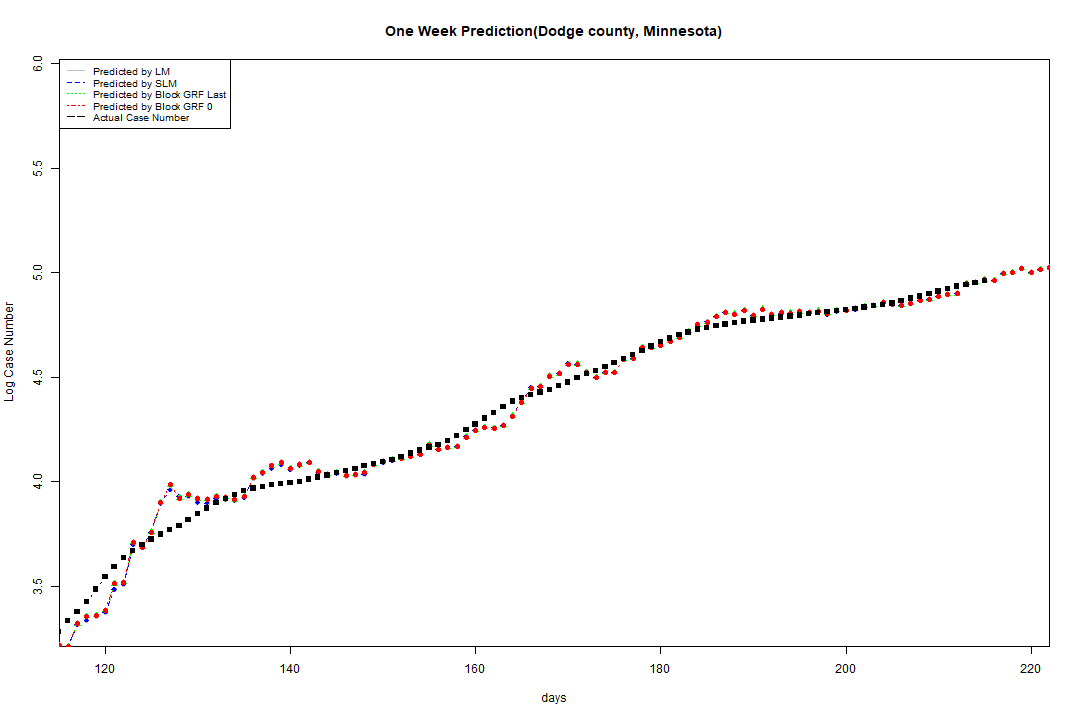 One Week Prediction(Dodge county, Minnesota)
Predicted by LM
Predicted by SLM
Predicted by Block GRF Last
Predicted by Block GRF 0
Actual Case Number
6.0
5.5
5.0
4.5
4.0
3.5
Log Case Number
120 140 160 180 200 220
days